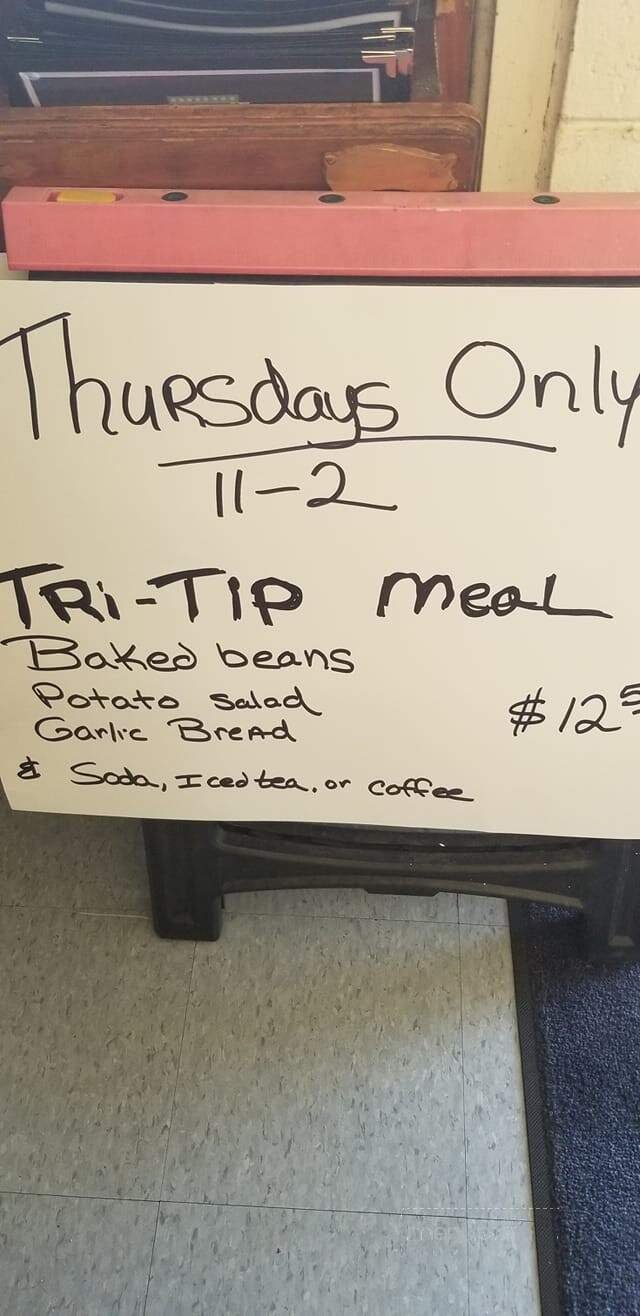 Thursdays Only
11-2
Tri-Tip Meal
Baked beans
Potato Salad
Garlic Bread
$12
& Soda, Iced tea, or Coffee